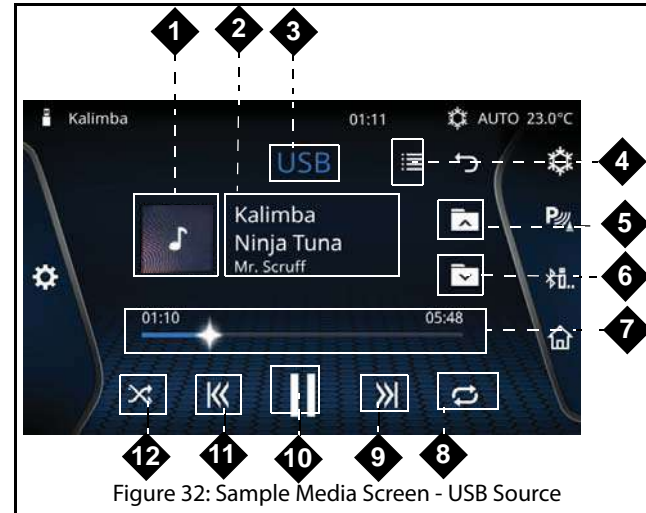 1 2 3
Kalimba 01:11 AUTO 23.0°C
USB
4
Kalimba
Ninja Tuna
Mr. Scruff
5
P
6
7
01:10 05:48
12 11 10 9 8
Figure 32: Sample Media Screen - USB Source